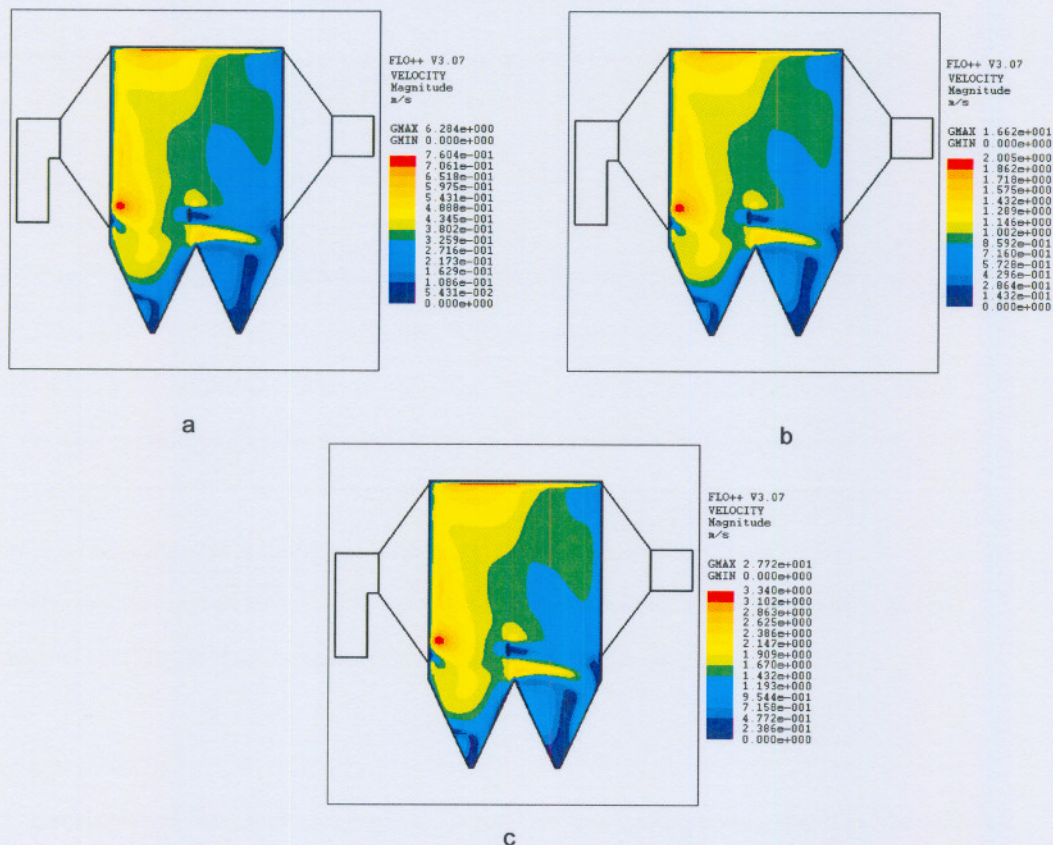 FLO++ V3.07
VELOCITY
Magnitude
m/s
GMAX 6.284e+000
GMIN 0.000e+000
7.604e-001
7.061e-001
6.518e-001
5.975e-001
5.431e-001
4.888e-001
4.345e-001
3.802e-001
3.259e-001
2.716e-001
2.173e-001
1.629e-001
1.086e-001
5.431e-002
0.000e+000
a
FLO++ V3.07
VELOCITY
Magnitude
m/s
GMAX 1.662e+001
GMIN 0.000e+000
2.005e+000
1.862e+000
1.718e+000
1.575e+000
1.432e+000
1.289e+000
1.146e+000
1.002e+000
8.592e-001
7.160e-001
5.728e-001
4.296e-001
2.864e-001
1.432e-001
0.000e+000
b
FLO++ V3.07
VELOCITY
Magnitude
m/s
GMAX 2.772e+001
GMIN 0.000e+000
3.340e+000
3.102e+000
2.863e+000
2.625e+000
2.386e+000
2.147e+000
1.909e+000
1.670e+000
1.432e+000
1.193e+000
9.544e-001
7.158e-001
4.772e-001
2.386e-001
0.000e+000
c